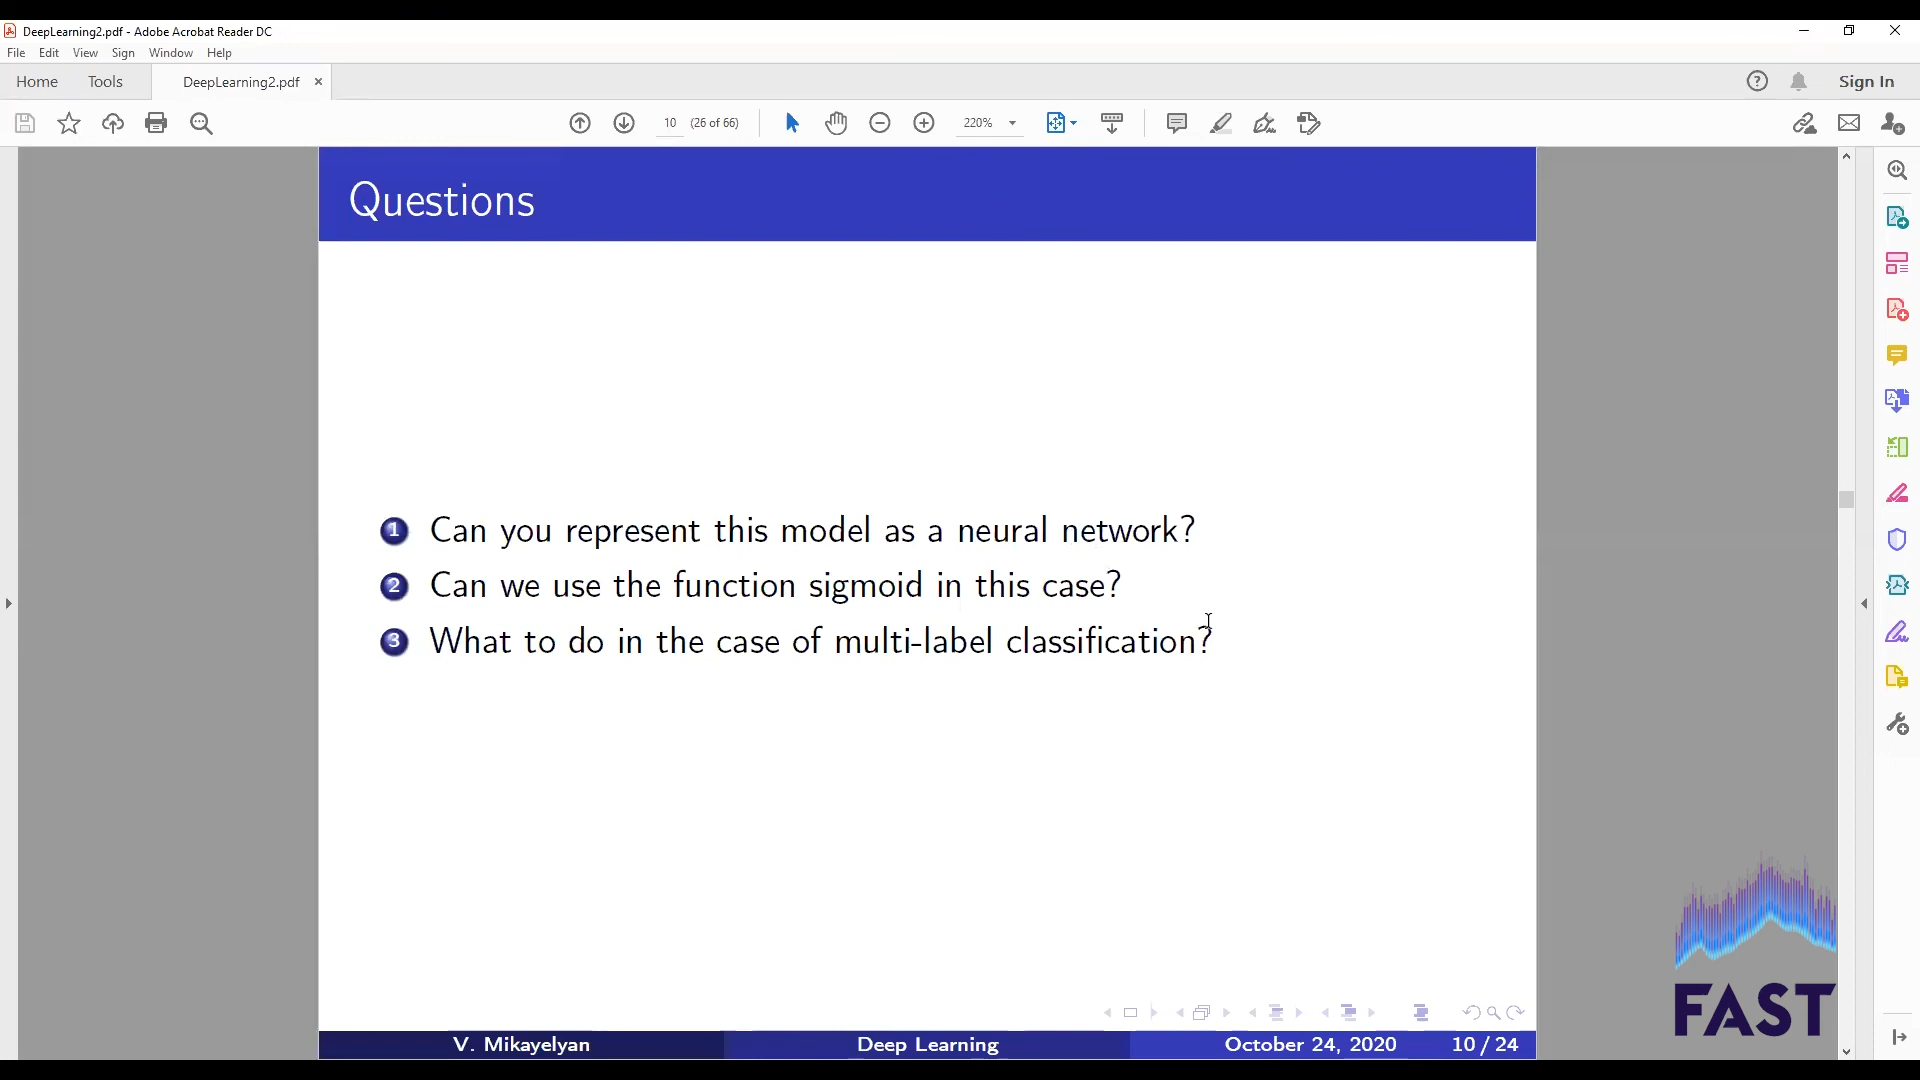 DeepLearning2.pdf - Adobe Acrobat Reader DC
File Edit View Sign Window Help
Home Tools DeepLearning2.pdf × Sign In
10 (26 of 66) 220%
Questions
1 Can you represent this model as a neural network?
2 Can we use the function sigmoid in this case?
3 What to do in the case of multi-label classification?
FAST
V. Mikayelyan Deep Learning October 24, 2020 10 / 24